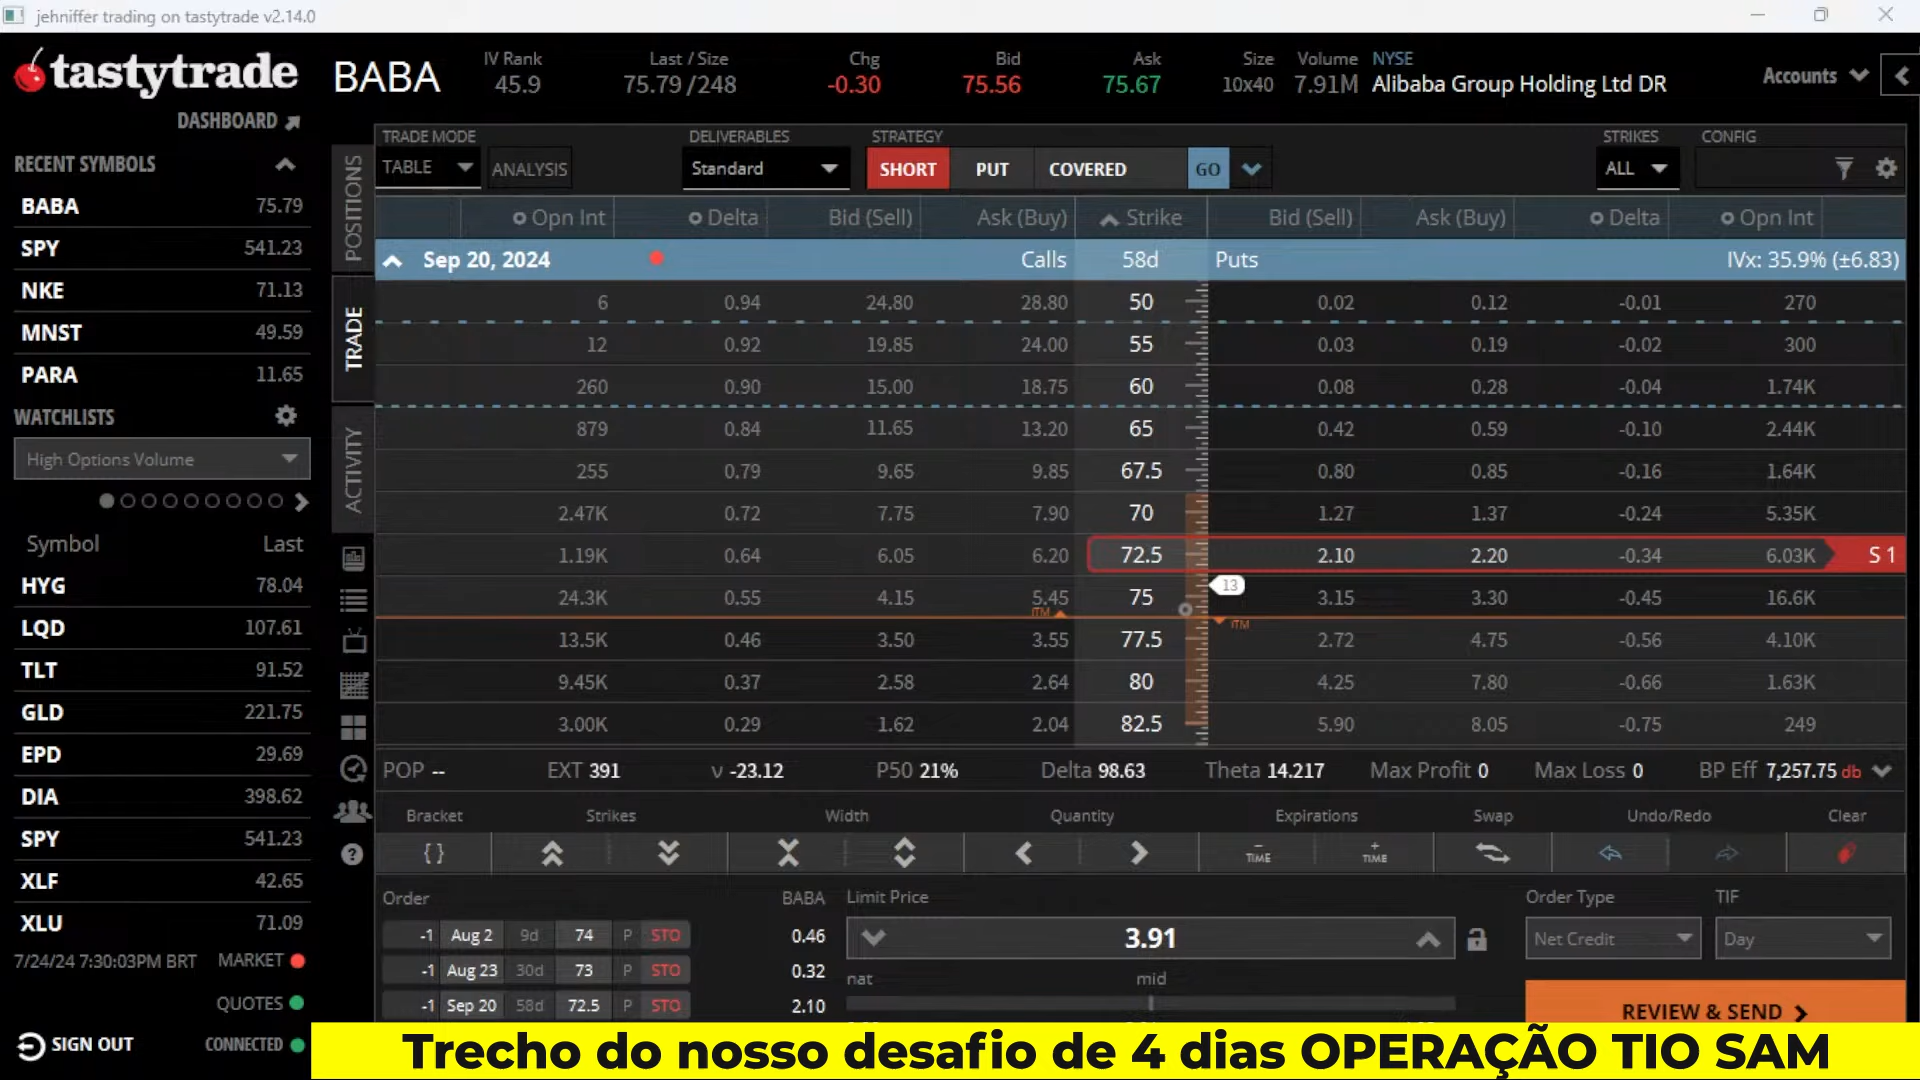 jehniffer trading on tastytrade v2.14.0
tastytrade
DASHBOARD
BABA
IV Rank
45.9
Last / Size
75.79 /248
Chg
-0.30
Bid
75.56
Ask
75.67
Size
10x40
Volume
7.91M
NYSE
Alibaba Group Holding Ltd DR
Accounts
RECENT SYMBOLS
BABA 75.79
SPY 541.23
NKE 71.13
MNST 49.59
PARA 11.65
WATCHLISTS
High Options Volume
Symbol Last
HYG 78.04
LQD 107.61
TLT 91.52
GLD 221.75
EPD 29.69
DIA 398.62
SPY 541.23
XLF 42.65
XLU 71.09
7/24/24 7:30:03PM BRT MARKET
QUOTES
SIGN OUT CONNECTED
POSITIONS
TRADE
ACTIVITY
TRADE MODE DELIVERABLES STRATEGY STRIKES CONFIG
TABLE ANALYSIS Standard SHORT PUT COVERED GO ALL
Opn Int Delta Bid (Sell) Ask (Buy) Strike Bid (Sell) Ask (Buy) Delta Opn Int
Sep 20, 2024 Calls 58d Puts IVx: 35.9% (±6.83)
6 0.94 24.80 28.80 50 0.02 0.12 -0.01 270
12 0.92 19.85 24.00 55 0.03 0.19 -0.02 300
260 0.90 15.00 18.75 60 0.08 0.28 -0.04 1.74K
879 0.84 11.65 13.20 65 0.42 0.59 -0.10 2.44K
255 0.79 9.65 9.85 67.5 0.80 0.85 -0.16 1.64K
2.47K 0.72 7.75 7.90 70 1.27 1.37 -0.24 5.35K
1.19K 0.64 6.05 6.20 72.5 2.10 2.20 -0.34 6.03K S 1
13
24.3K 0.55 4.15 5.45 75 3.15 3.30 -0.45 16.6K
ITM ITM
13.5K 0.46 3.50 3.55 77.5 2.72 4.75 -0.56 4.10K
9.45K 0.37 2.58 2.64 80 4.25 7.80 -0.66 1.63K
3.00K 0.29 1.62 2.04 82.5 5.90 8.05 -0.75 249
POP -- EXT 391 ν -23.12 P50 21% Delta 98.63 Theta 14.217 Max Profit 0 Max Loss 0 BP Eff 7,257.75 db
Bracket Strikes Width Quantity Expirations Swap Undo/Redo Clear
{ } − TIME + TIME
Order BABA Limit Price Order Type TIF
-1 Aug 2 9d 74 P STO 0.46
-1 Aug 23 30d 73 P STO 0.32
-1 Sep 20 58d 72.5 P STO 2.10
3.91
nat mid
Net Credit Day
REVIEW & SEND
Trecho do nosso desafio de 4 dias OPERAÇÃO TIO SAM